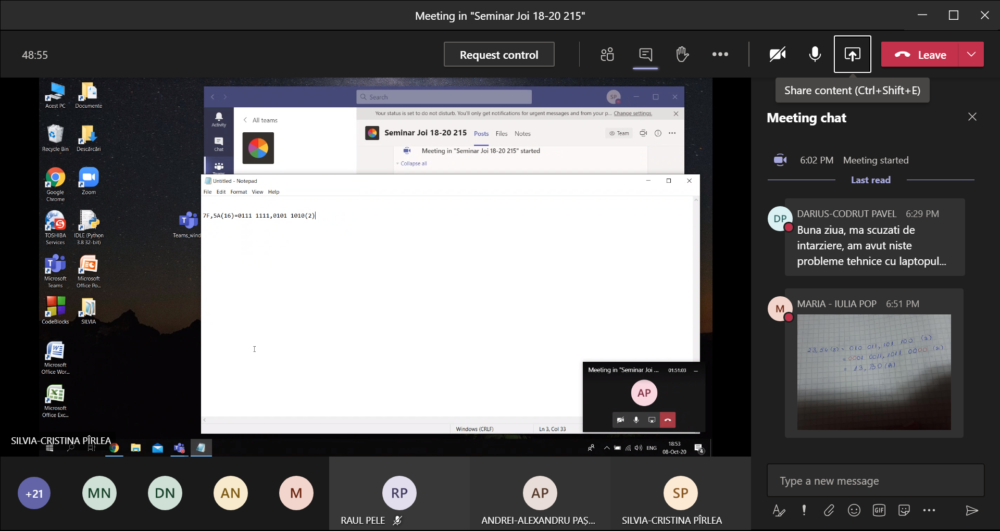 Meeting in "Seminar Joi 18-20 215"
48:55
Request control
Leave
Share content (Ctrl+Shift+E)
Acest PC
Documente
Recycle Bin
Descărcări
Google
Chrome
Zoom
TOSHIBA
Services
IDLE (Python
3.8 32-bit)
Teams_wind
Microsoft
Teams
Microsoft
Office Po...
CodeBlocks
SILVIA
Microsoft
Office Wor...
Microsoft
Office Exc...
Search
SP
Your status is set to do not disturb. You'll only get notifications for urgent messages and from your p... Change settings.
Activity
Chat
Teams
All teams
Seminar Joi 18-20 215
Posts
Files
Notes
Team
Meeting in "Seminar Joi 18-20 215" started
Collapse all
Untitled - Notepad
File Edit Format View Help
7F,5A(16)=0111 1111,0101 1010(2)
Windows (CRLF)
Ln 3, Col 33
Meeting in "Seminar Joi ...
01:51:03
AP
SILVIA-CRISTINA PÎRLEA
ENG
18:53
08-Oct-20
4
+21
MN
DN
AN
M
RP
RAUL PELE
AP
ANDREI-ALEXANDRU PAȘ...
SP
SILVIA-CRISTINA PÎRLEA
Meeting chat
6:02 PM Meeting started
Last read
DP
DARIUS-CODRUT PAVEL 6:29 PM
Buna ziua, ma scuzati de
intarziere, am avut niste
probleme tehnice cu laptopul...
M
MARIA - IULIA POP 6:51 PM
23,54(8) = 010 011, 101 100 (2)
= 0001 0011, 1011 0000 (2)
= 13, B0
Type a new message
GIF